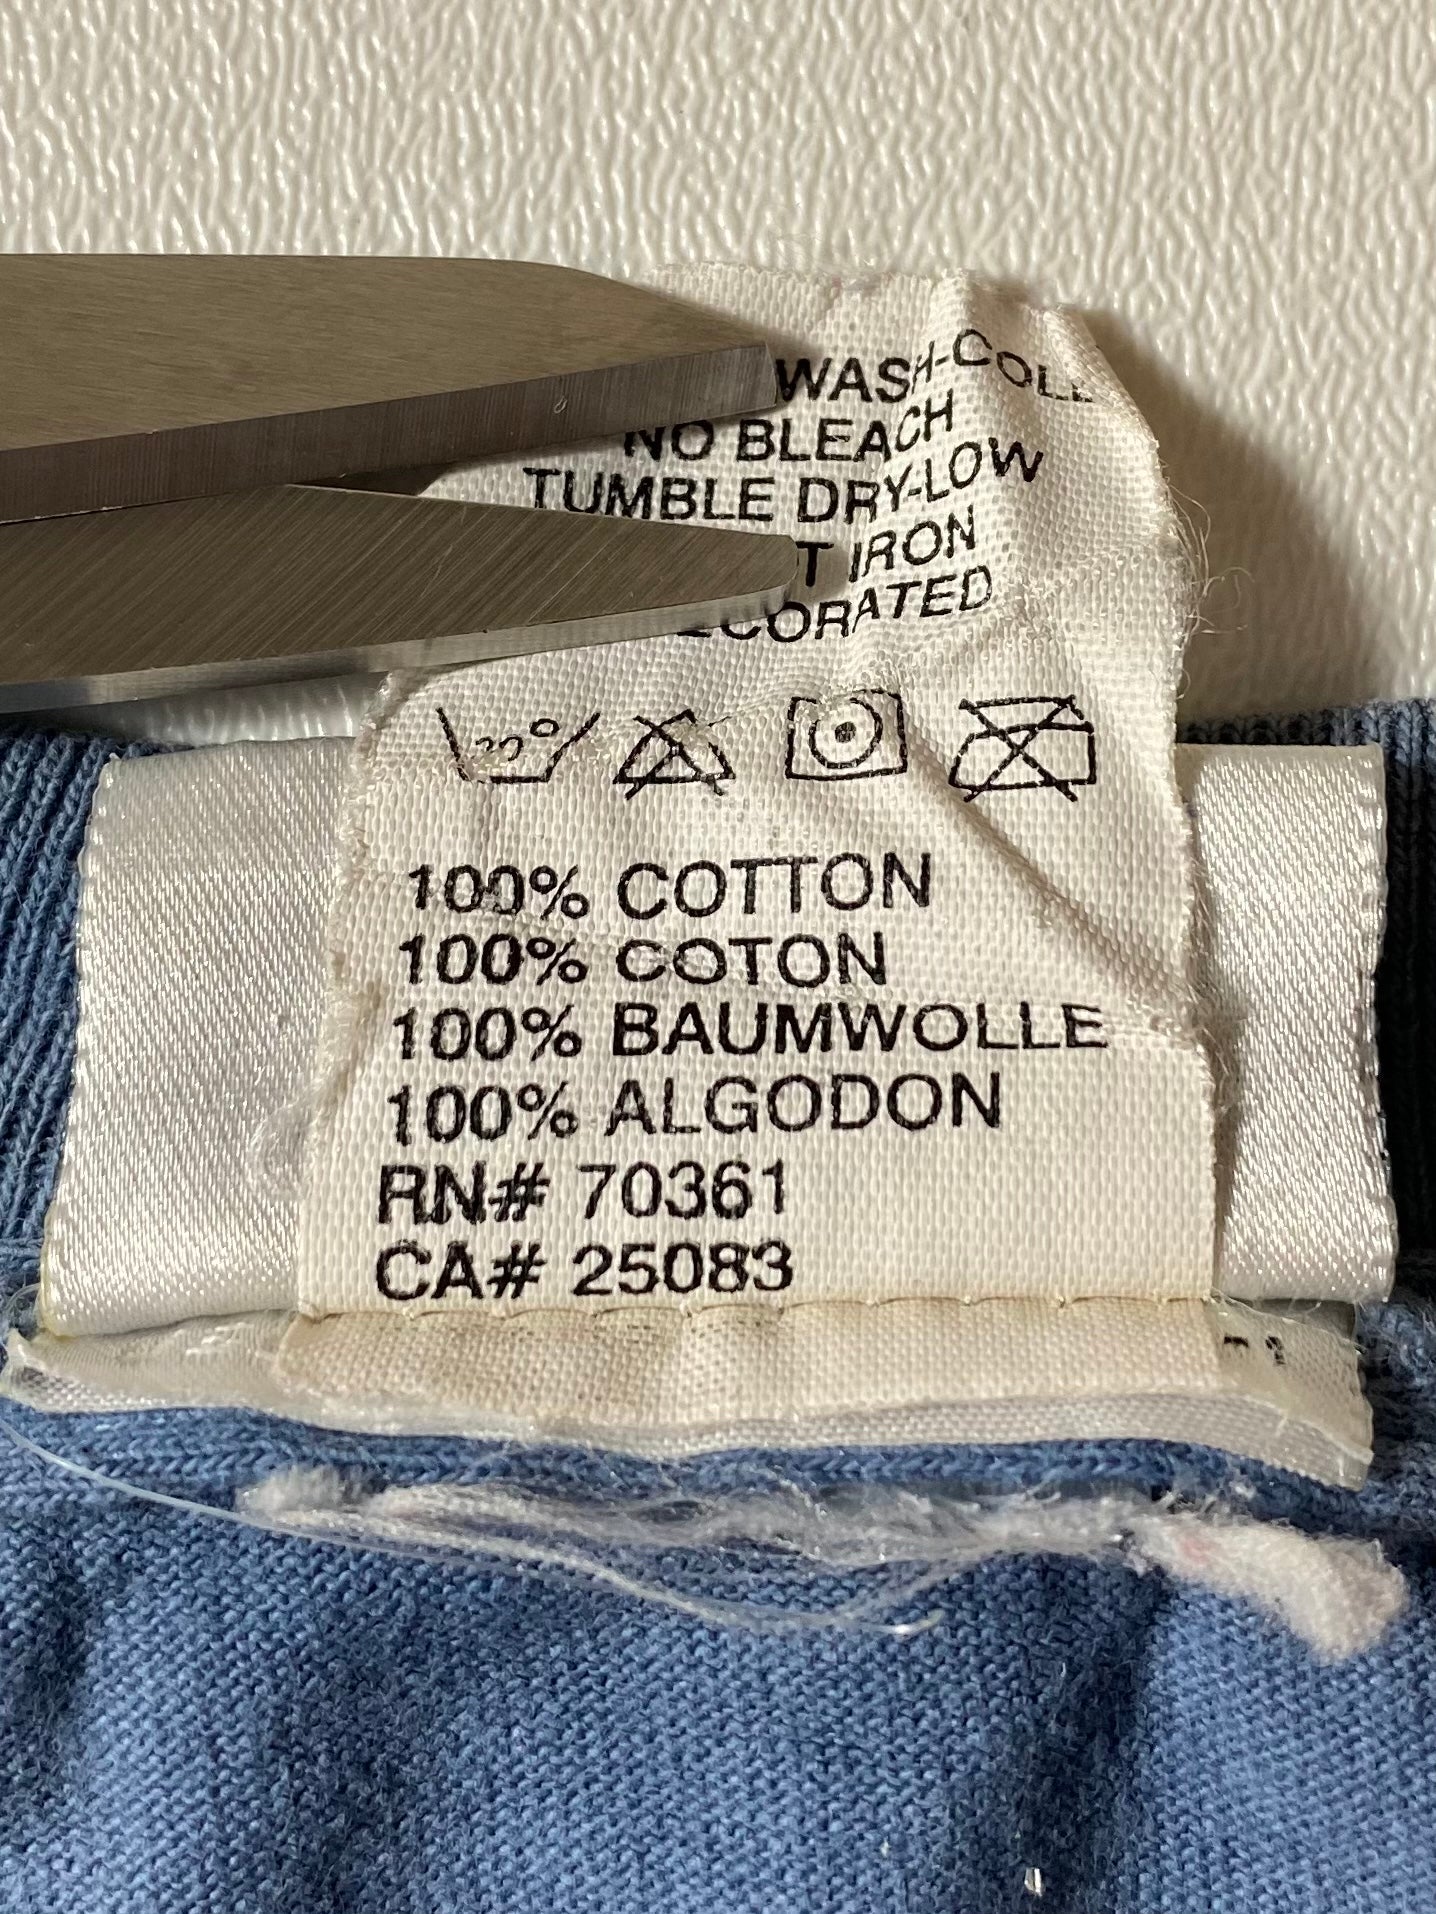 WASH-COLD
NO BLEACH
TUMBLE DRY-LOW
IRON
100% COTTON
100% COTON
100% BAUMWOLLE
100% ALGODON
RN# 70361
CA# 25083